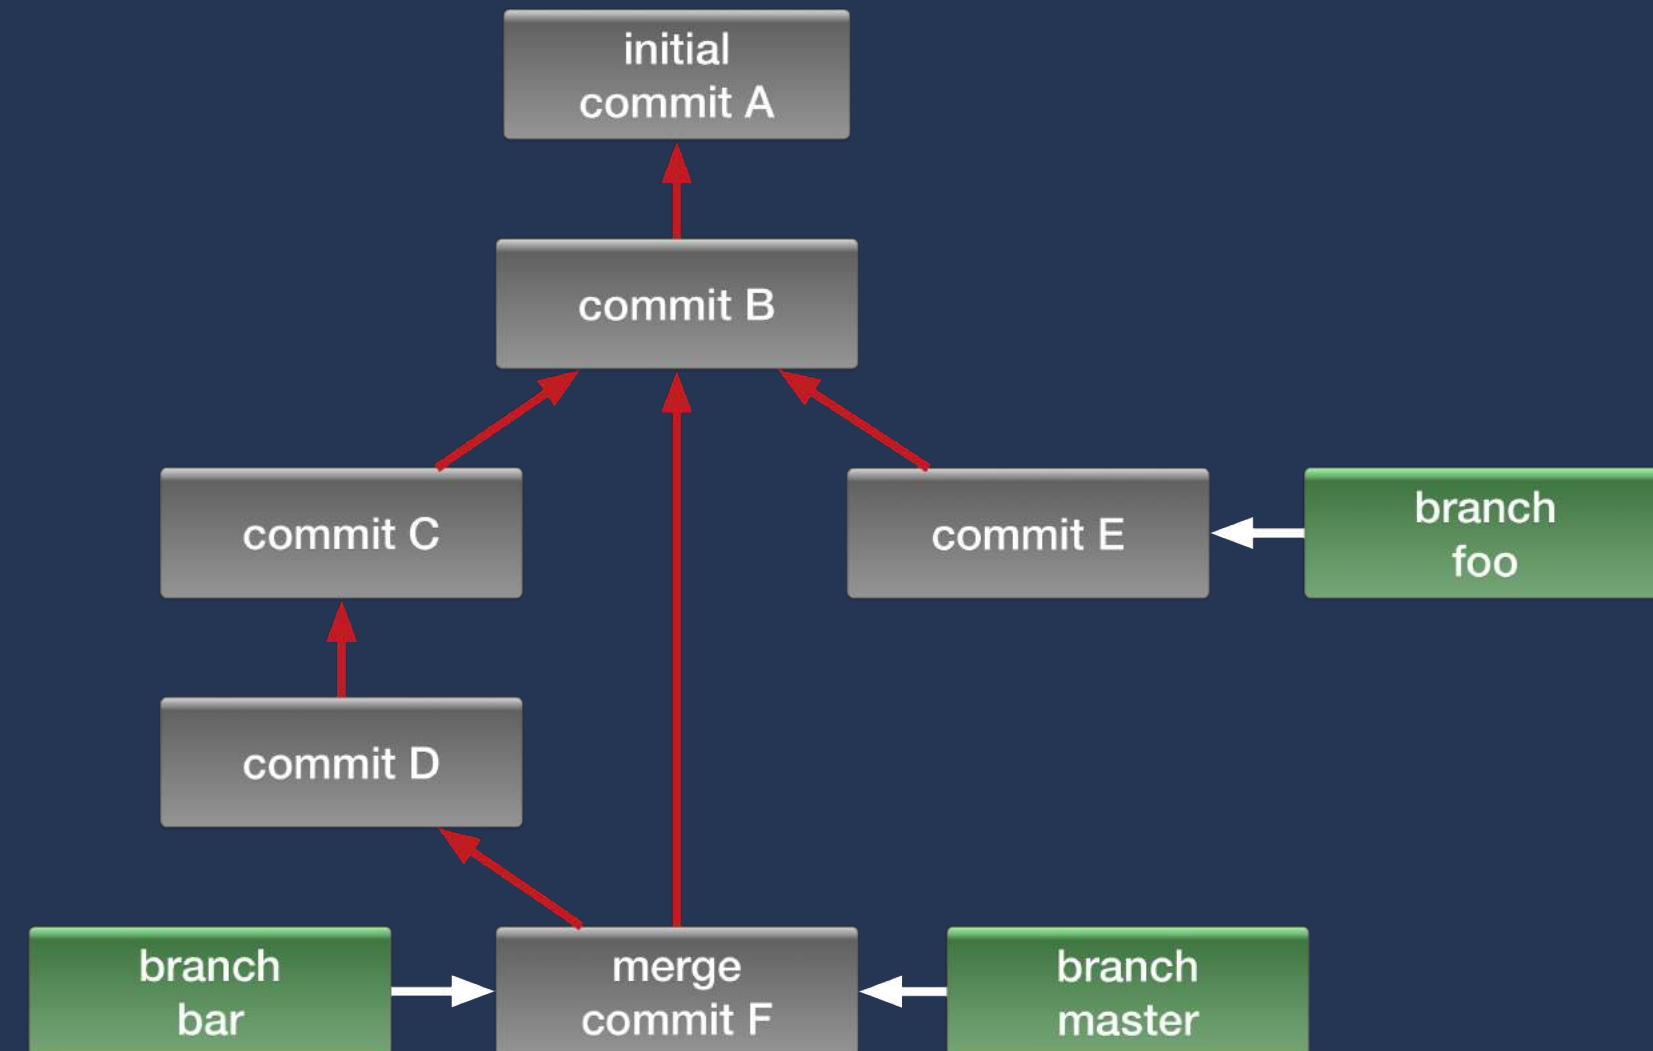 initial
commit A
commit B
commit C
commit E
branch
foo
commit D
branch
bar
merge
commit F
branch
master